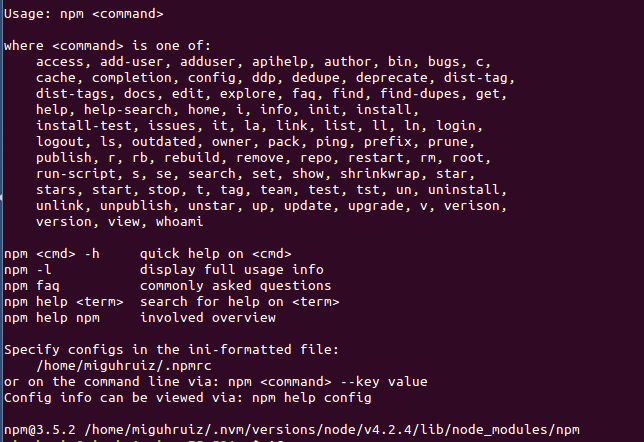 Usage: npm <command>
where <command> is one of:
access, add-user, adduser, apihelp, author, bin, bugs, c,
cache, completion, config, ddp, dedupe, deprecate, dist-tag,
dist-tags, docs, edit, explore, faq, find, find-dupes, get,
help, help-search, home, i, info, init, install,
install-test, issues, it, la, link, list, ll, ln, login,
logout, ls, outdated, owner, pack, ping, prefix, prune,
publish, r, rb, rebuild, remove, repo, restart, rm, root,
run-script, s, se, search, set, show, shrinkwrap, star,
stars, start, stop, t, tag, team, test, tst, un, uninstall,
unlink, unpublish, unstar, up, update, upgrade, v, verison,
version, view, whoami
npm <cmd> -h     quick help on <cmd>
npm -l           display full usage info
npm faq          commonly asked questions
npm help <term>  search for help on <term>
npm help npm     involved overview
Specify configs in the ini-formatted file:
/home/miguhruiz/.npmrc
or on the command line via: npm <command> --key value
Config info can be viewed via: npm help config
npm@3.5.2 /home/miguhruiz/.nvm/versions/node/v4.2.4/lib/node_modules/npm